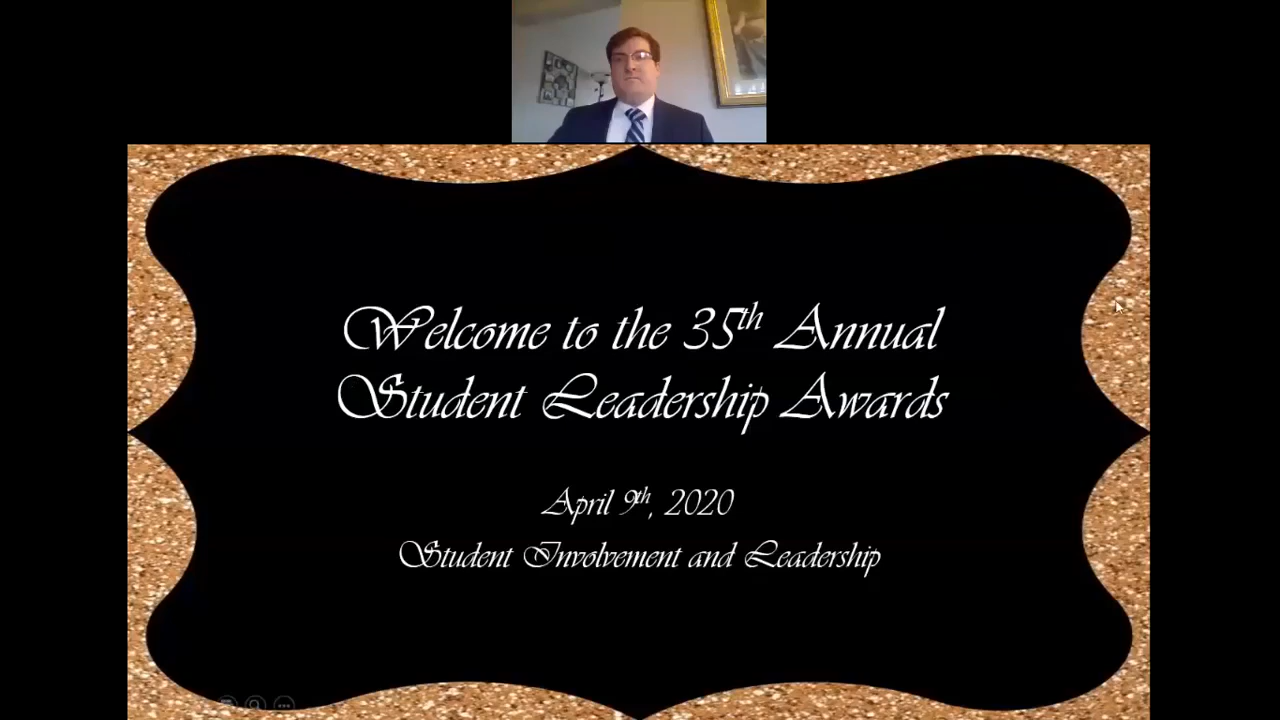 Welcome to the 35th Annual
Student Leadership Awards
April 9th, 2020
Student Involvement and Leadership